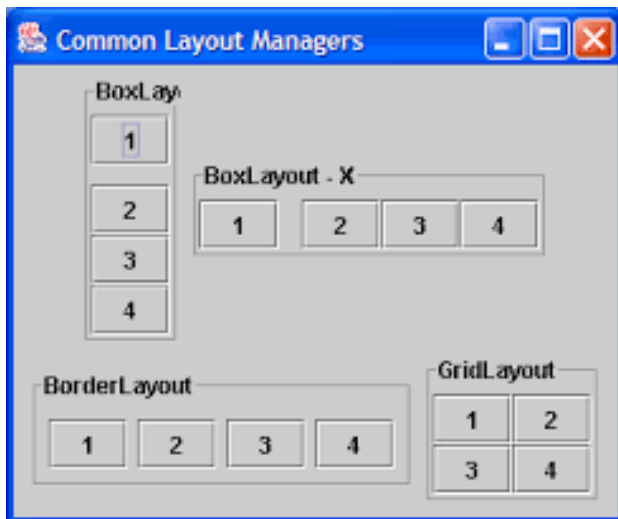 Common Layout Managers
BoxLay
1
2
3
4
BoxLayout - X
1 2 3 4
BorderLayout
1 2 3 4
GridLayout
1 2
3 4